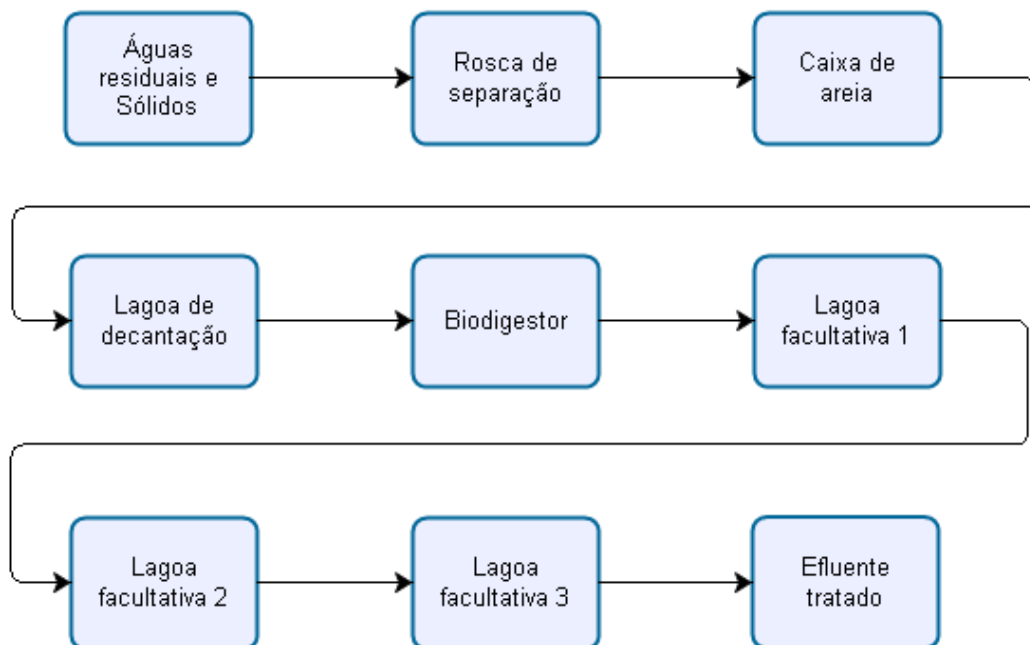 Águas
residuais e
Sólidos
Rosca de
separação
Caixa de
areia
Lagoa de
decantação
Biodigestor
Lagoa
facultativa 1
Lagoa
facultativa 2
Lagoa
facultativa 3
Efluente
tratado